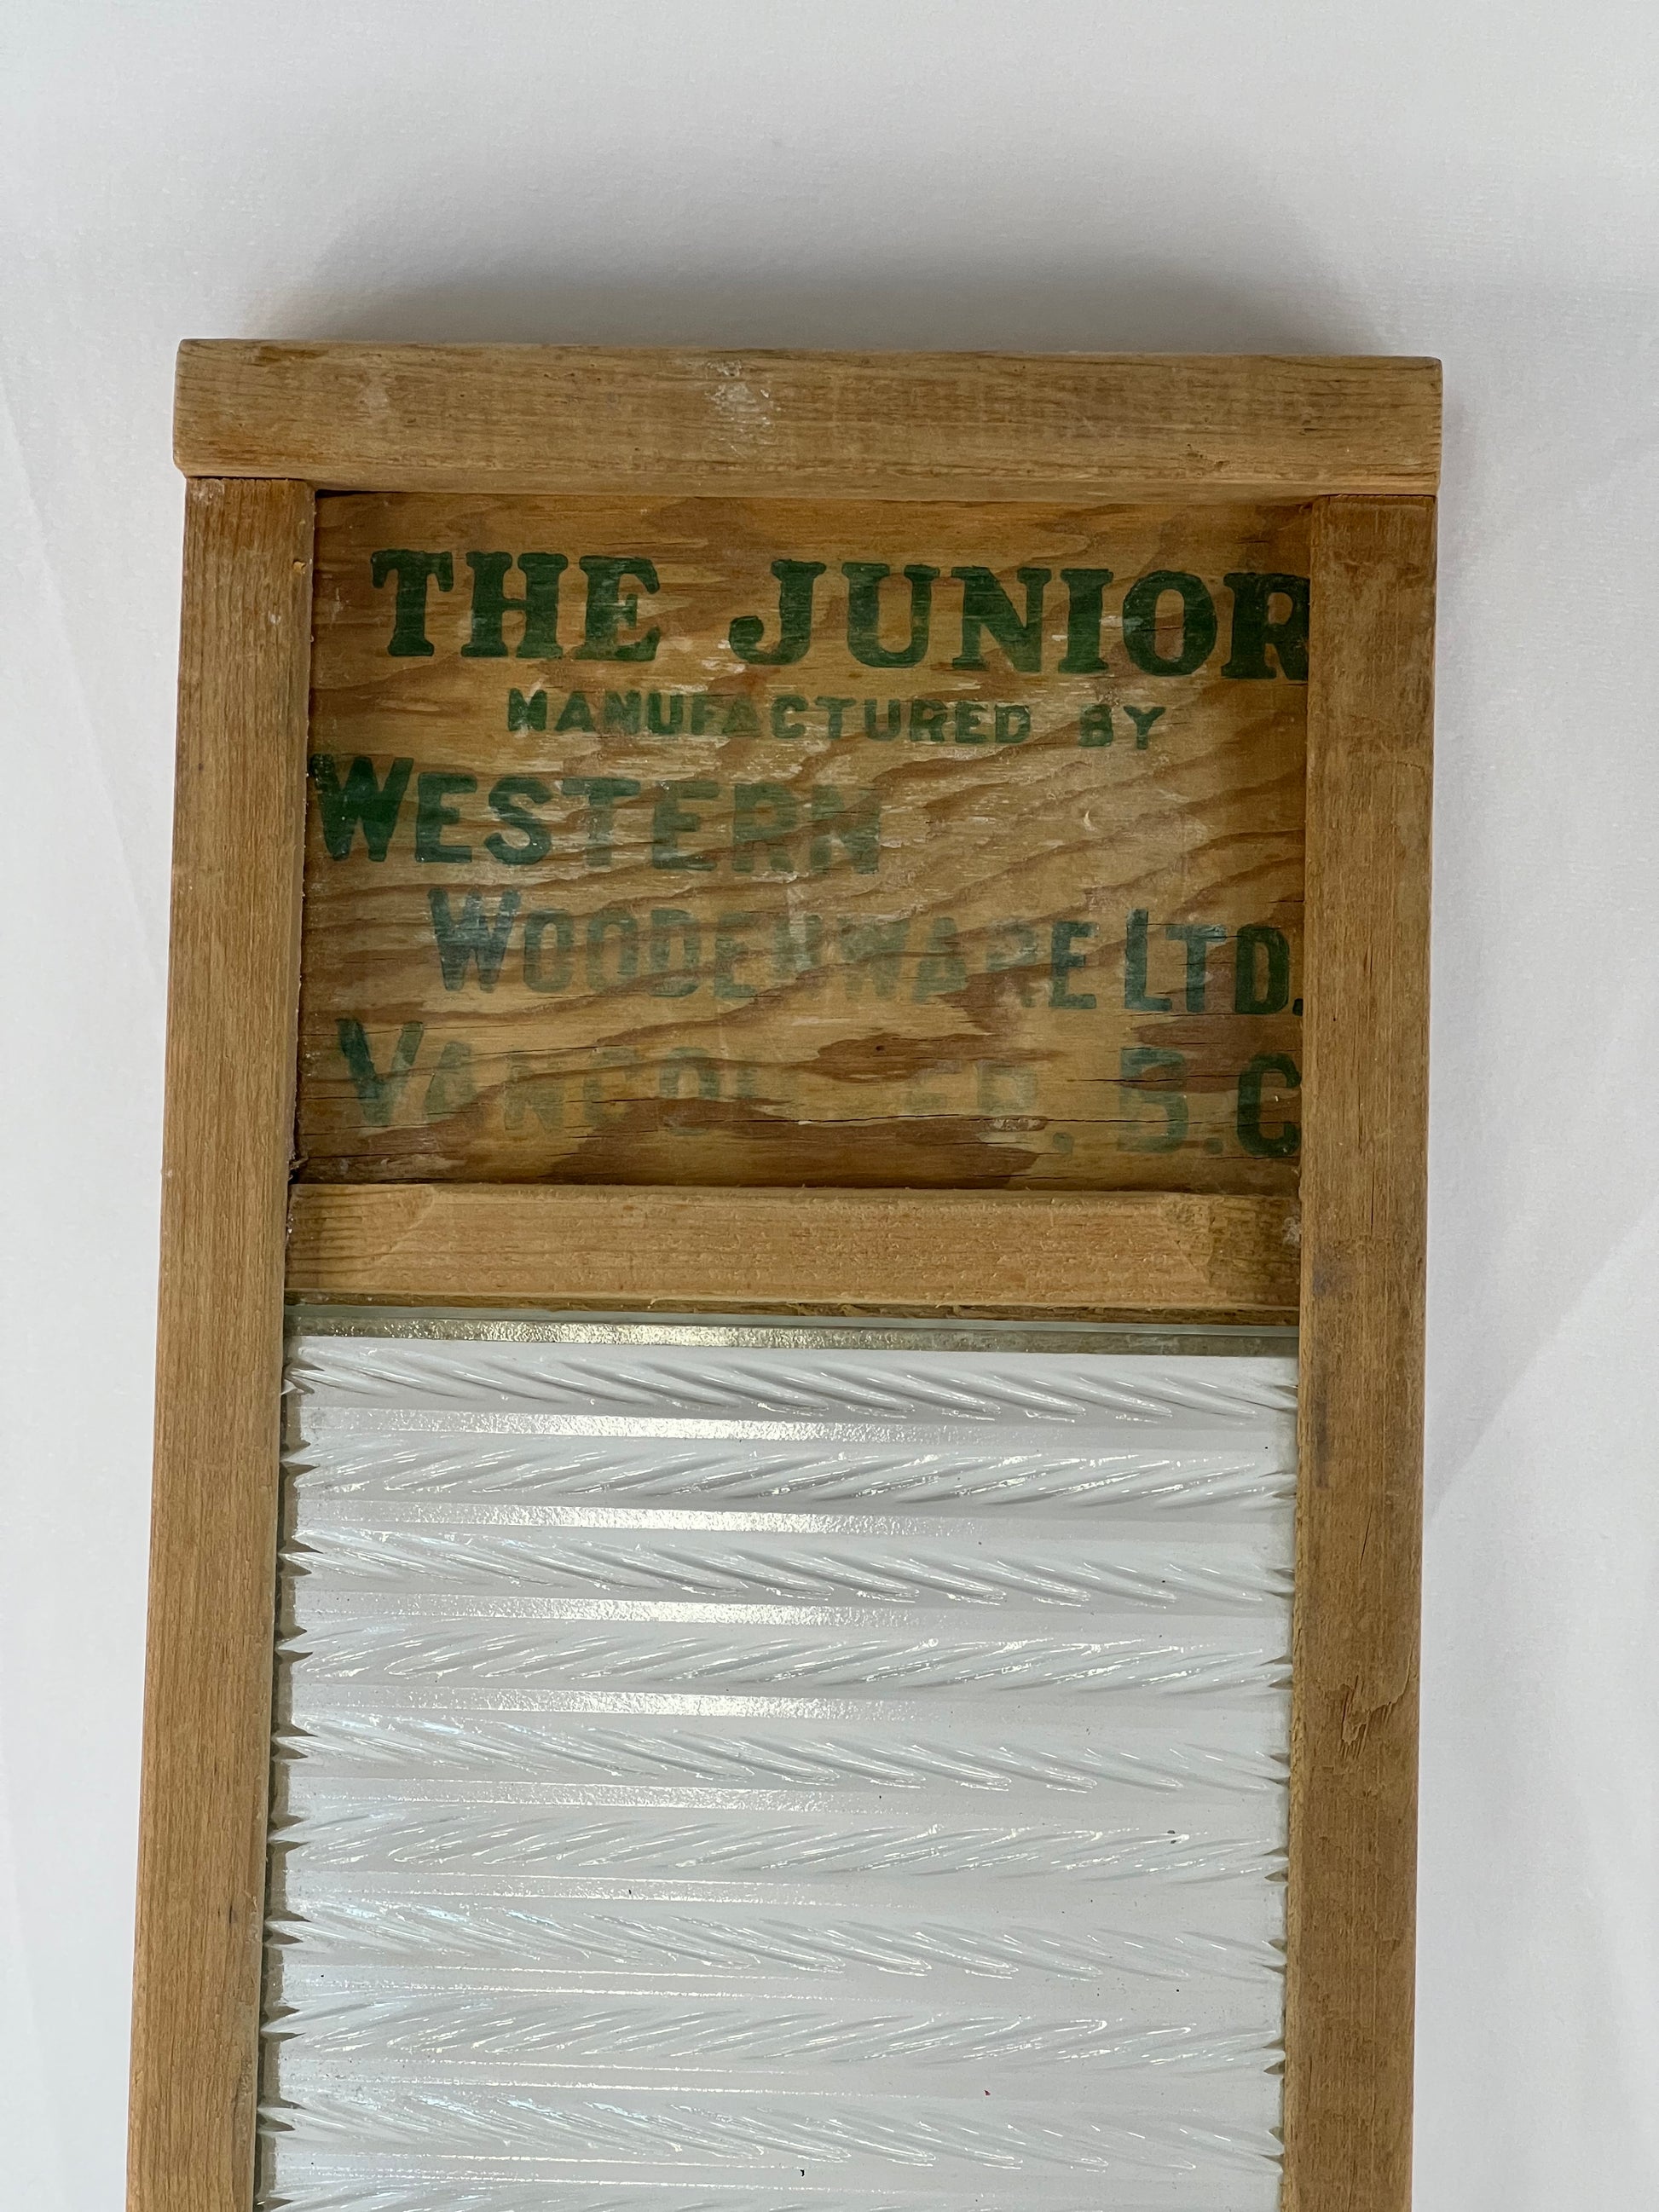 THE JUNIOR
MANUFACTURED BY
WESTERN
WOODENWARE LTD.
VANCOUVER, B.C